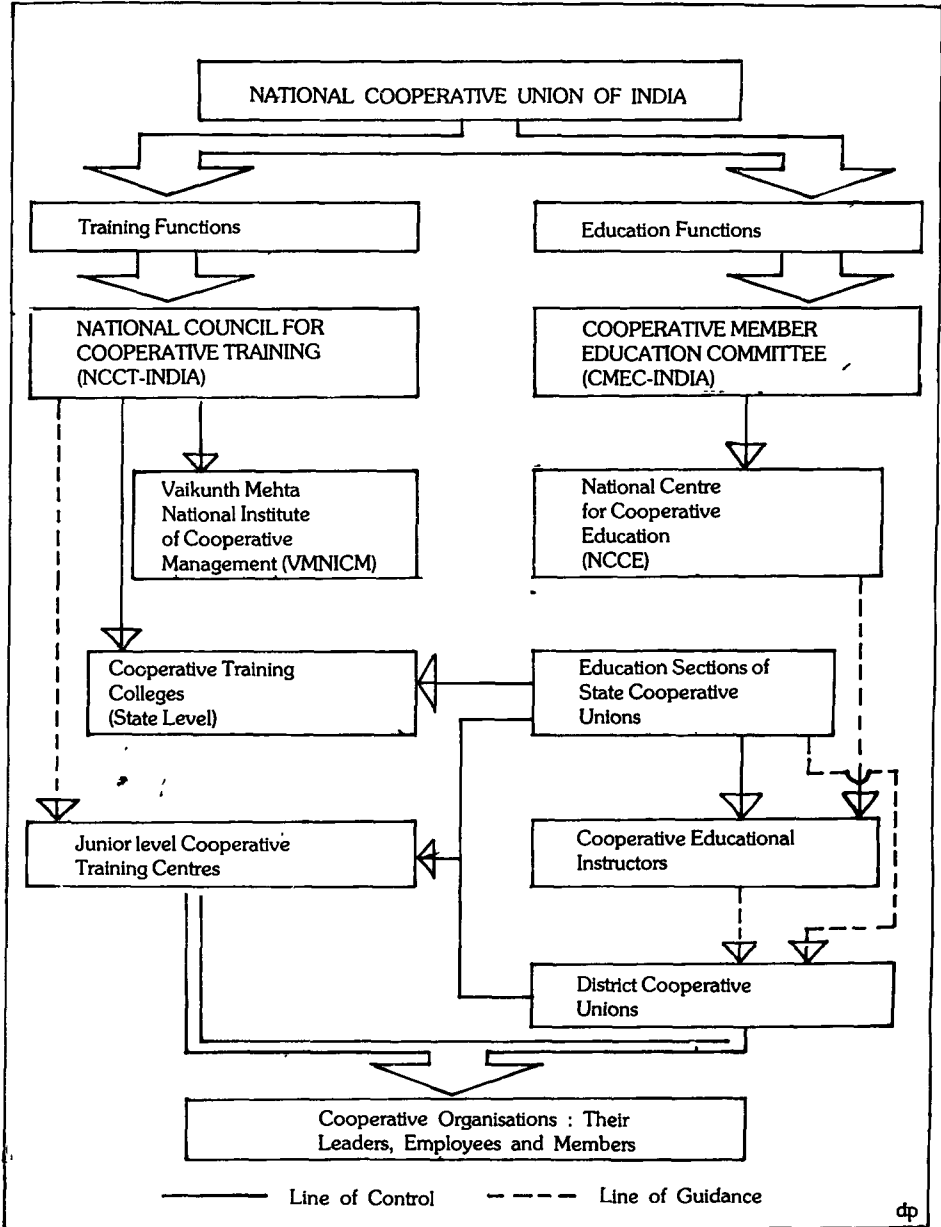 NATIONAL COOPERATIVE UNION OF INDIA
Training Functions
Education Functions
NATIONAL COUNCIL FOR
COOPERATIVE TRAINING
(NCCT-INDIA)
COOPERATIVE MEMBER
EDUCATION COMMITTEE
(CMEC-INDIA)
Vaikunth Mehta
National Institute
of Cooperative
Management (VMNICM)
National Centre
for Cooperative
Education
(NCCE)
Cooperative Training
Colleges
(State Level)
Education Sections of
State Cooperative
Unions
Junior level Cooperative
Training Centres
Cooperative Educational
Instructors
District Cooperative
Unions
Cooperative Organisations : Their
Leaders, Employees and Members
Line of Control
Line of Guidance
dp